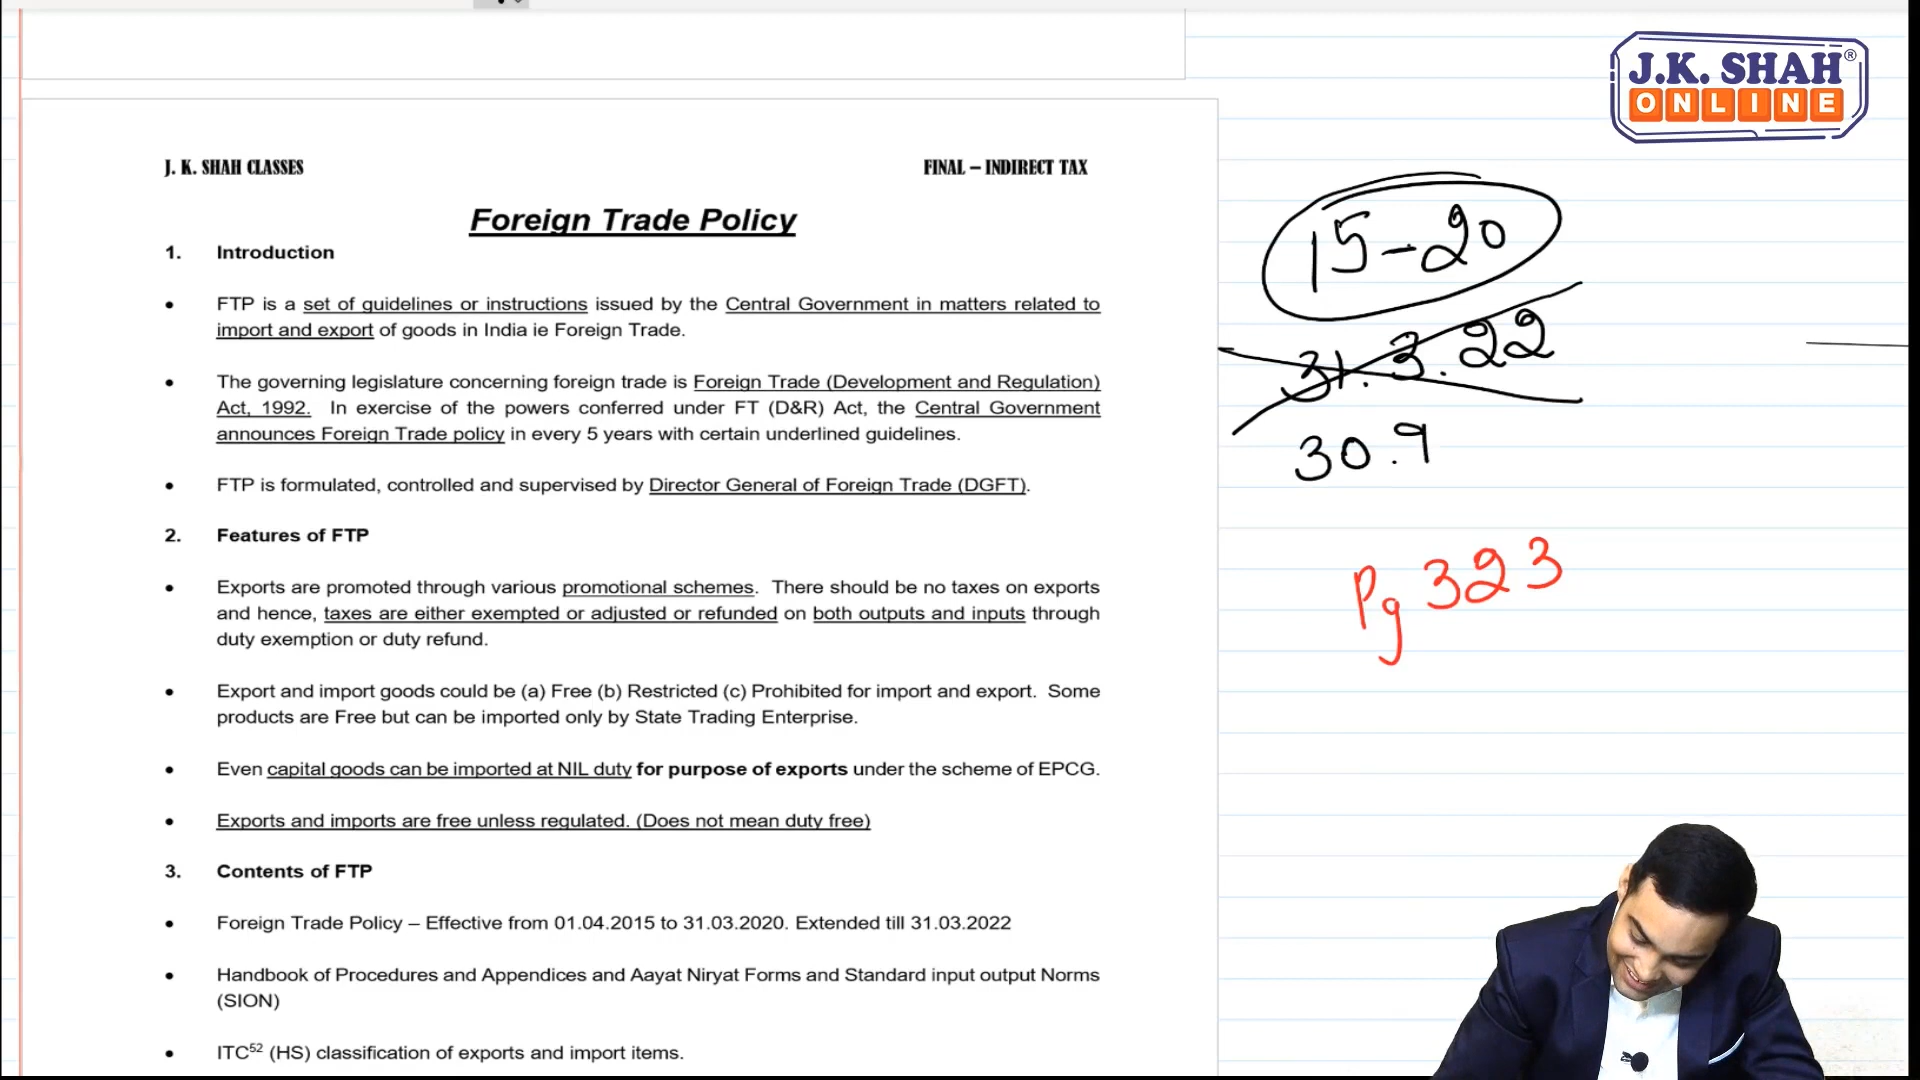 J.K. SHAH®
ONLINE
J. K. SHAH CLASSES FINAL – INDIRECT TAX
Foreign Trade Policy
1. Introduction
• FTP is a set of guidelines or instructions issued by the Central Government in matters related to
import and export of goods in India ie Foreign Trade.
• The governing legislature concerning foreign trade is Foreign Trade (Development and Regulation)
Act, 1992. In exercise of the powers conferred under FT (D&R) Act, the Central Government
announces Foreign Trade policy in every 5 years with certain underlined guidelines.
• FTP is formulated, controlled and supervised by Director General of Foreign Trade (DGFT).
2. Features of FTP
• Exports are promoted through various promotional schemes. There should be no taxes on exports
and hence, taxes are either exempted or adjusted or refunded on both outputs and inputs through
duty exemption or duty refund.
• Export and import goods could be (a) Free (b) Restricted (c) Prohibited for import and export. Some
products are Free but can be imported only by State Trading Enterprise.
• Even capital goods can be imported at NIL duty for purpose of exports under the scheme of EPCG.
• Exports and imports are free unless regulated. (Does not mean duty free)
3. Contents of FTP
• Foreign Trade Policy – Effective from 01.04.2015 to 31.03.2020. Extended till 31.03.2022
• Handbook of Procedures and Appendices and Aayat Niryat Forms and Standard input output Norms
(SION)
• ITC52 (HS) classification of exports and import items.
15-20
31.3.22
30.9
Pg 323